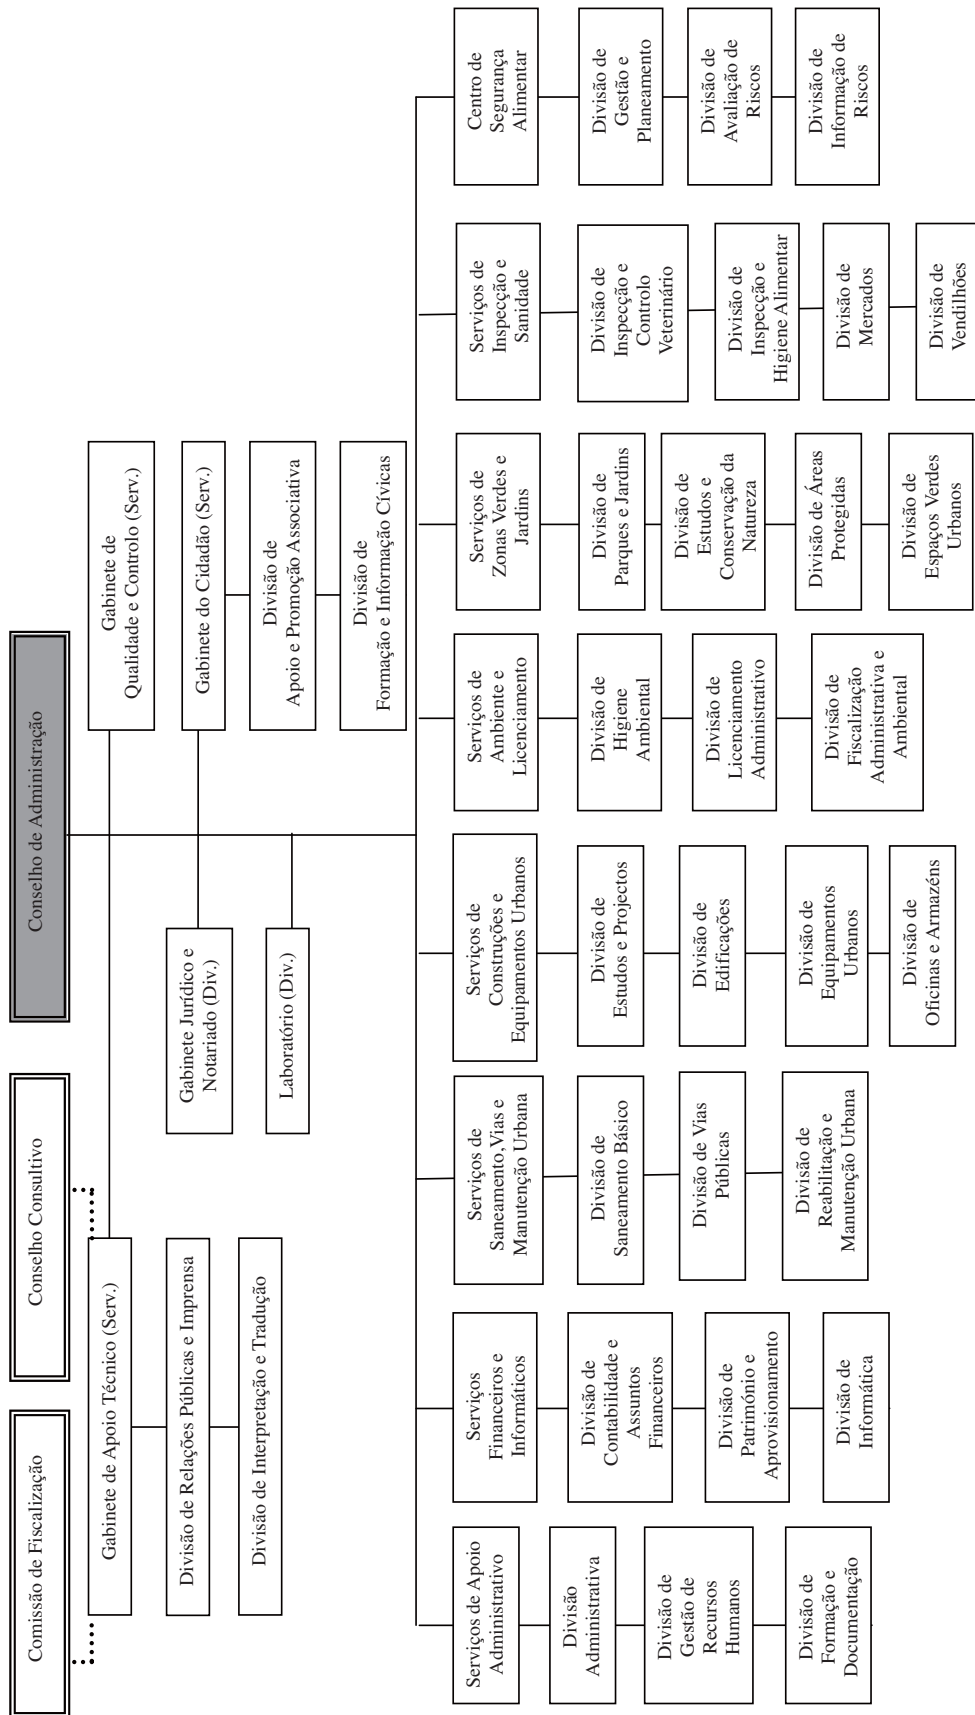 Comissão de Fiscalização
Conselho Consultivo
Conselho de Administração
Gabinete de Apoio Técnico (Serv.)
Divisão de Relações Públicas e Imprensa
Divisão de Interpretação e Tradução
Gabinete Jurídico e
Notariado (Div.)
Laboratório (Div.)
Gabinete de
Qualidade e Controlo (Serv.)
Gabinete do Cidadão (Serv.)
Divisão de
Apoio e Promoção Associativa
Divisão de
Formação e Informação Cívicas
Serviços de Apoio
Administrativo
Divisão
Administrativa
Divisão de
Gestão de
Recursos
Humanos
Divisão de
Formação e
Documentação
Serviços
Financeiros e
Informáticos
Divisão de
Contabilidade e
Assuntos
Financeiros
Divisão de
Património e
Aprovisionamento
Divisão de
Informática
Serviços de
Saneamento,Vias e
Manutenção Urbana
Divisão de
Saneamento Básico
Divisão de Vias
Públicas
Divisão de
Reabilitação e
Manutenção Urbana
Serviços de
Construções e
Equipamentos Urbanos
Divisão de
Estudos e Projectos
Divisão de
Edificações
Divisão de
Equipamentos
Urbanos
Divisão de
Oficinas e Armazéns
Serviços de
Ambiente e
Licenciamento
Divisão de
Higiene
Ambiental
Divisão de
Licenciamento
Administrativo
Divisão de
Fiscalização
Administrativa e
Ambiental
Serviços de
Zonas Verdes e
Jardins
Divisão de
Parques e Jardins
Divisão de
Estudos e
Conservação da
Natureza
Divisão de Áreas
Protegidas
Divisão de
Espaços Verdes
Urbanos
Serviços de
Inspecção e
Sanidade
Divisão de
Inspecção e
Controlo
Veterinário
Divisão de
Inspecção e
Higiene Alimentar
Divisão de
Mercados
Divisão de
Vendilhões
Centro de
Segurança
Alimentar
Divisão de
Gestão e
Planeamento
Divisão de
Avaliação de
Riscos
Divisão de
Informação de
Riscos